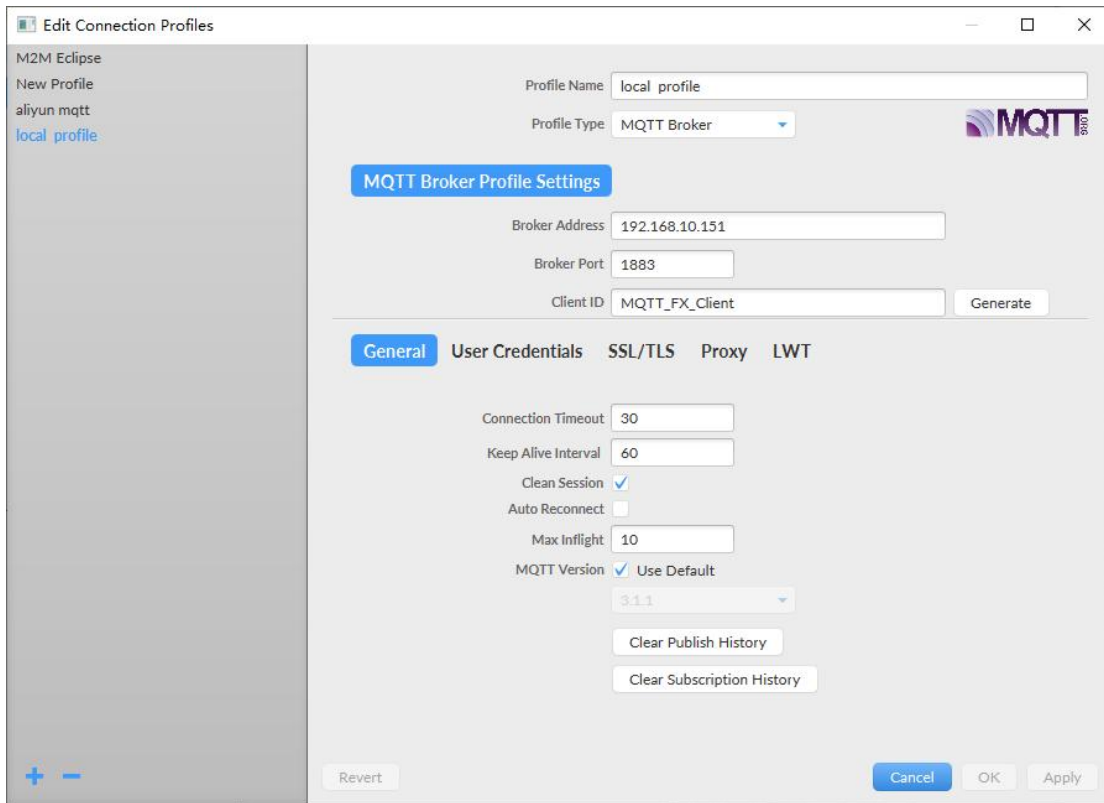 Edit Connection Profiles
M2M Eclipse
New Profile
aliyun mqtt
local profile
Profile Name local profile
Profile Type MQTT Broker
MQTT .ORG
MQTT Broker Profile Settings
Broker Address 192.168.10.151
Broker Port 1883
Client ID MQTT_FX_Client Generate
General User Credentials SSL/TLS Proxy LWT
Connection Timeout 30
Keep Alive Interval 60
Clean Session
Auto Reconnect
Max Inflight 10
MQTT Version Use Default
3.1.1
Clear Publish History
Clear Subscription History
Revert Cancel OK Apply